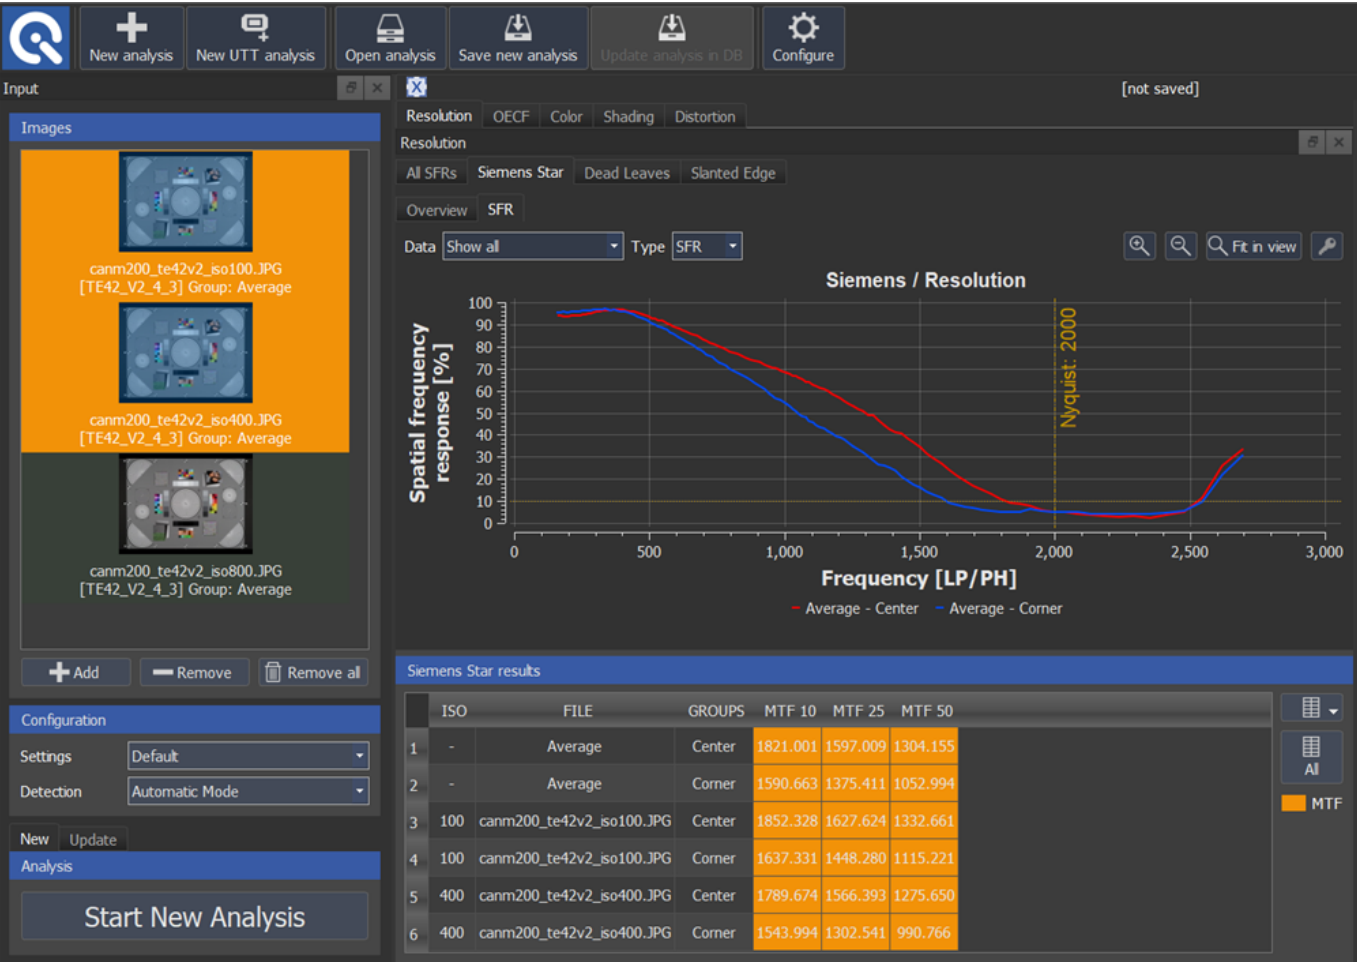 New analysis
New UTT analysis
Open analysis
Save new analysis
Update analysis in DB
Configure
Input
[not saved]
Images
canm200_te42v2_iso100.JPG
[TE42_V2_4_3] Group: Average
canm200_te42v2_iso400.JPG
[TE42_V2_4_3] Group: Average
canm200_te42v2_iso800.JPG
[TE42_V2_4_3] Group: Average
Add
Remove
Remove all
Configuration
Settings Default
Detection Automatic Mode
New Update
Analysis
Start New Analysis
Resolution OECF Color Shading Distortion
Resolution
All SFRs Siemens Star Dead Leaves Slanted Edge
Overview SFR
Data Show all Type SFR
Fit in view
Siemens / Resolution
Spatial frequency
response [%]
100
90
80
70
60
50
40
30
20
10
0
Nyquist: 2000
0 500 1,000 1,500 2,000 2,500 3,000
Frequency [LP/PH]
Average - Center Average - Corner
Siemens Star results
ISO FILE GROUPS MTF 10 MTF 25 MTF 50
1 - Average Center 1821.001 1597.009 1304.155
2 - Average Corner 1590.663 1375.411 1052.994
3 100 canm200_te42v2_iso100.JPG Center 1852.328 1627.624 1332.661
4 100 canm200_te42v2_iso100.JPG Corner 1637.331 1448.280 1115.221
5 400 canm200_te42v2_iso400.JPG Center 1789.674 1566.393 1275.650
6 400 canm200_te42v2_iso400.JPG Corner 1543.994 1302.541 990.766
All
MTF